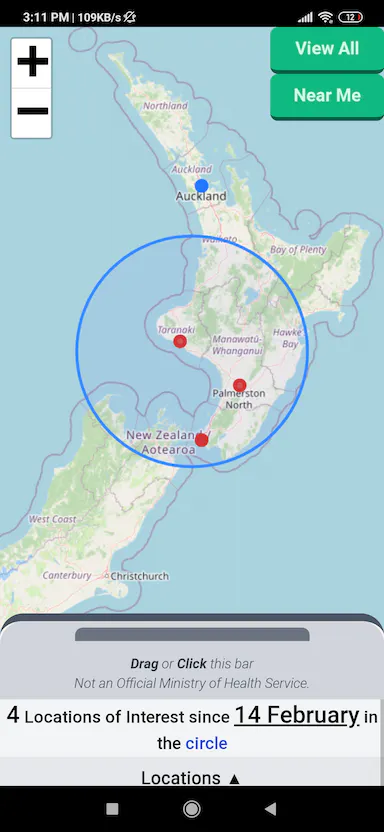 3:11 PM | 109KB/s
12
View All
Near Me
Northland
Auckland
Auckland
Waikato
Bay of Plenty
Taranaki
Hawke's
Bay
Manawatū-
Whanganui
Palmerston
North
New Zealand /
Aotearoa
West Coast
Canterbury
Christchurch
Drag or Click this bar
Not an Official Ministry of Health Service.
4 Locations of Interest since 14 February in
the circle
Locations ▲